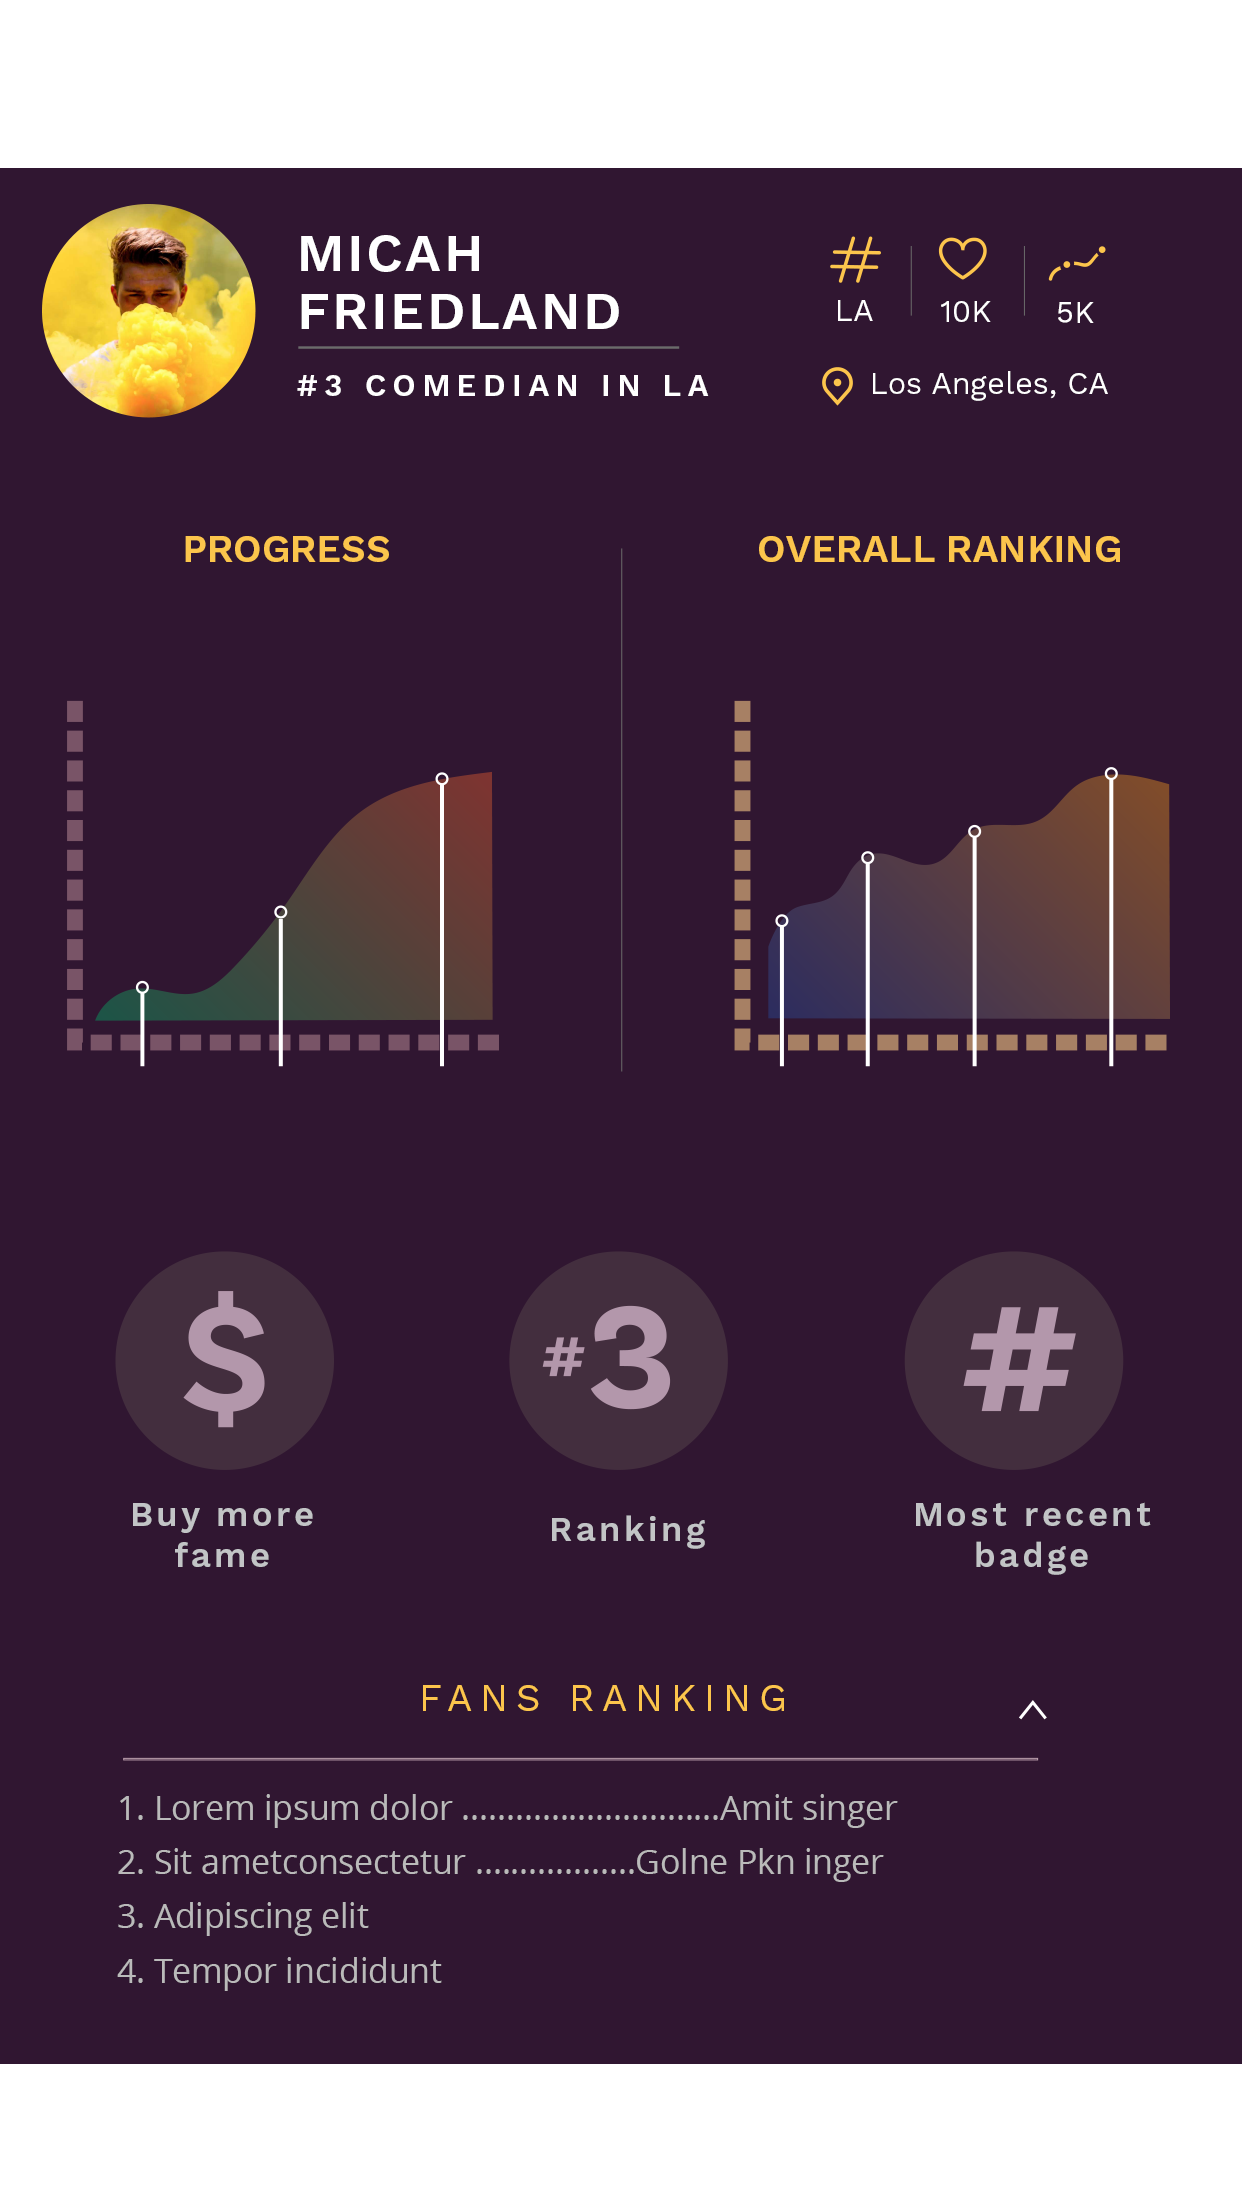 MICAH
FRIEDLAND
#3 COMEDIAN IN LA
LA
10K
5K
Los Angeles, CA
PROGRESS
OVERALL RANKING
$
#3
#
Buy more
fame
Ranking
Most recent
badge
FANS RANKING
1. Lorem ipsum dolor .............................Amit singer
2. Sit ametconsectetur ..................Golne Pkn inger
3. Adipiscing elit
4. Tempor incididunt